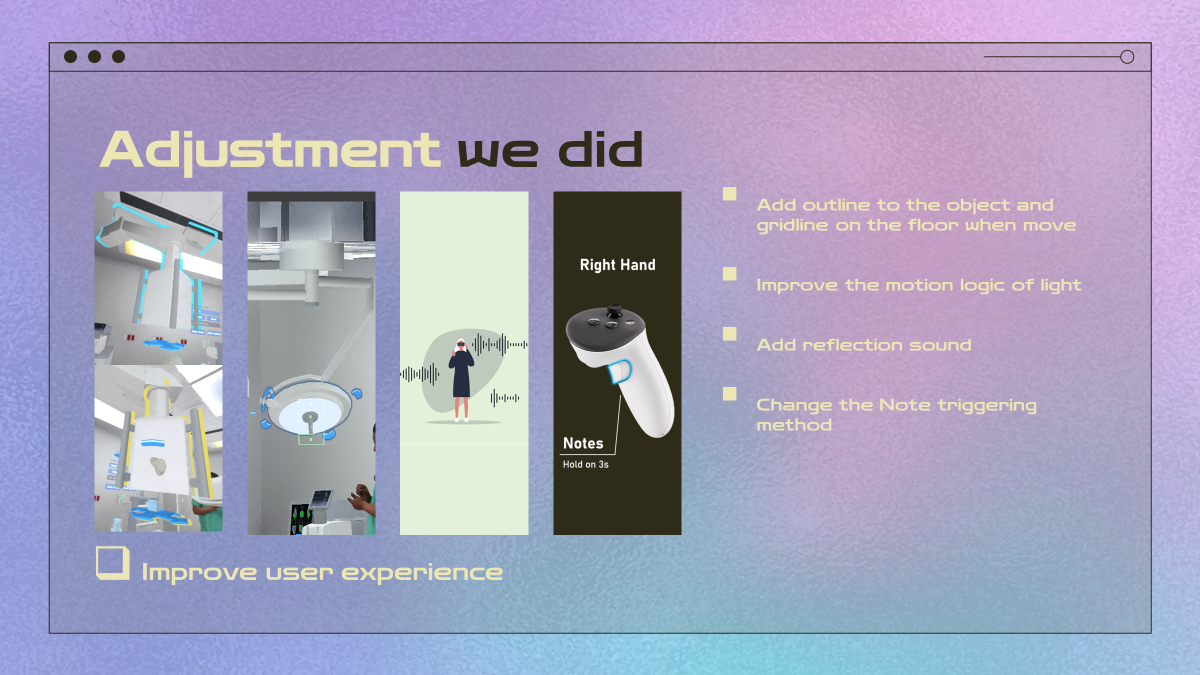 Adjustment we did
Right Hand
Notes
Hold on 3s
Add outline to the object and
gridline on the floor when move
Improve the motion logic of light
Add reflection sound
Change the Note triggering
method
Improve user experience